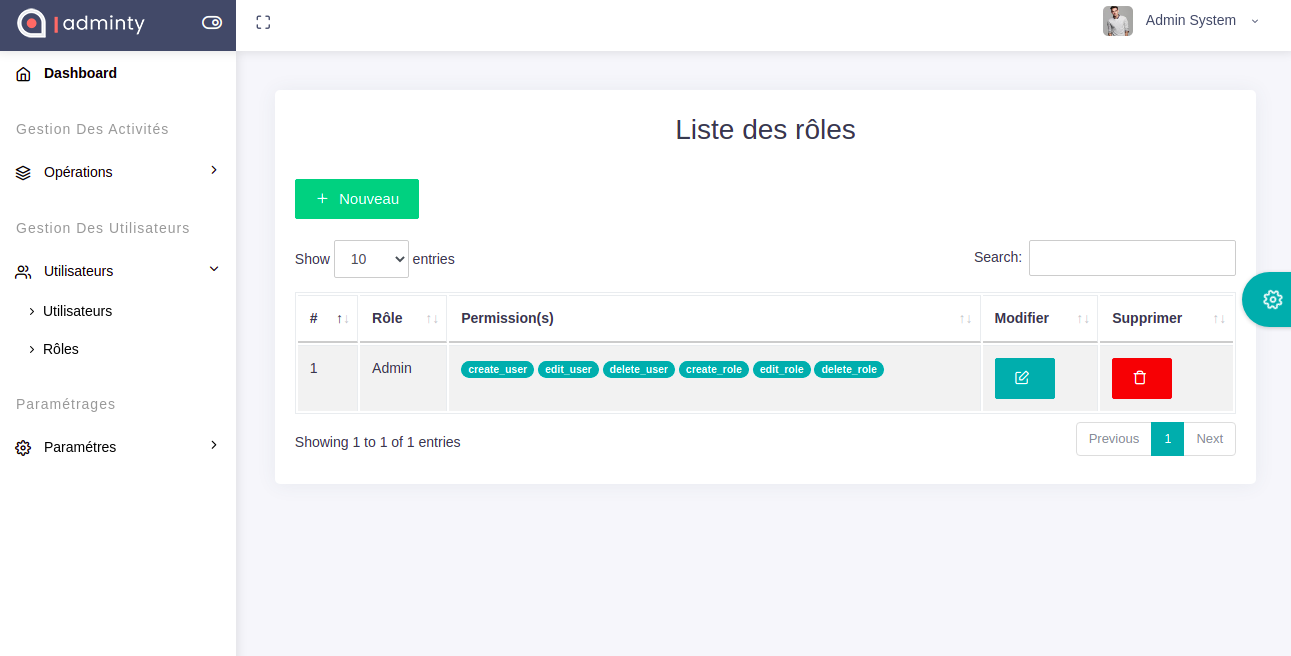 adminty
Admin System
Dashboard
Gestion Des Activités
Opérations
Gestion Des Utilisateurs
Utilisateurs
Utilisateurs
Rôles
Paramétrages
Paramétres
Liste des rôles
+ Nouveau
Show 10 entries
Search:
# Rôle Permission(s) Modifier Supprimer
1 Admin create_user edit_user delete_user create_role edit_role delete_role
Showing 1 to 1 of 1 entries
Previous 1 Next